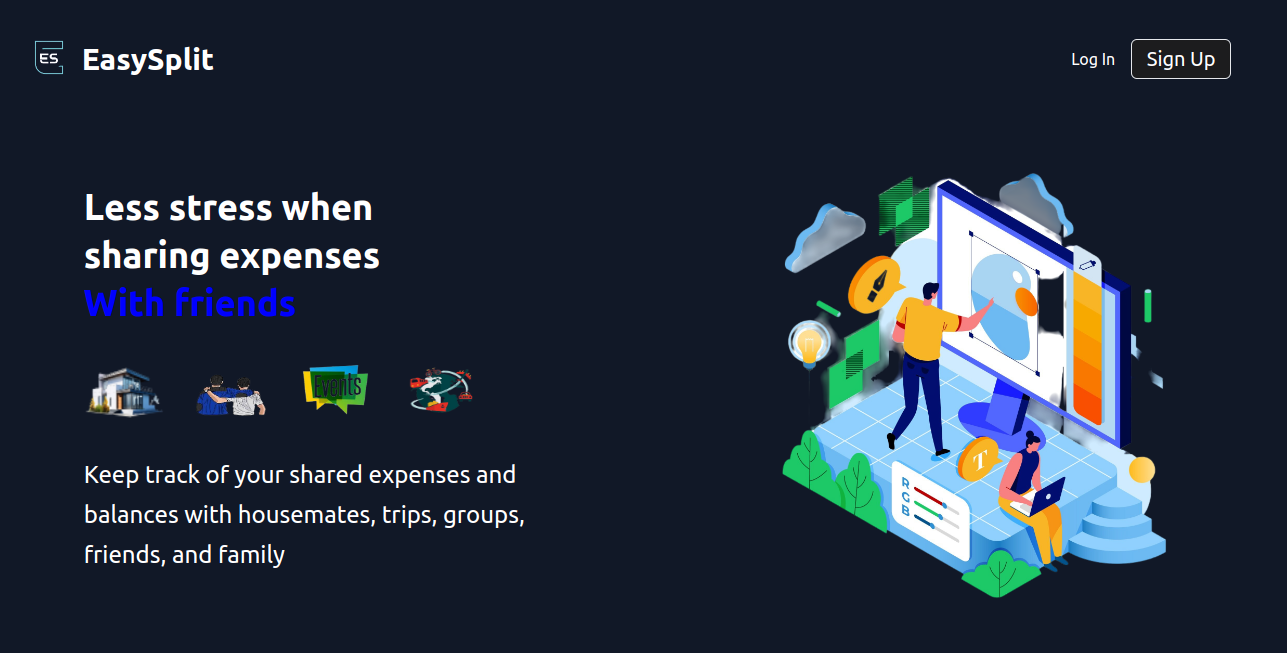 ES EasySplit
Log In
Sign Up
Less stress when
sharing expenses
With friends
Events
Keep track of your shared expenses and
balances with housemates, trips, groups,
friends, and family
T
R
G
B